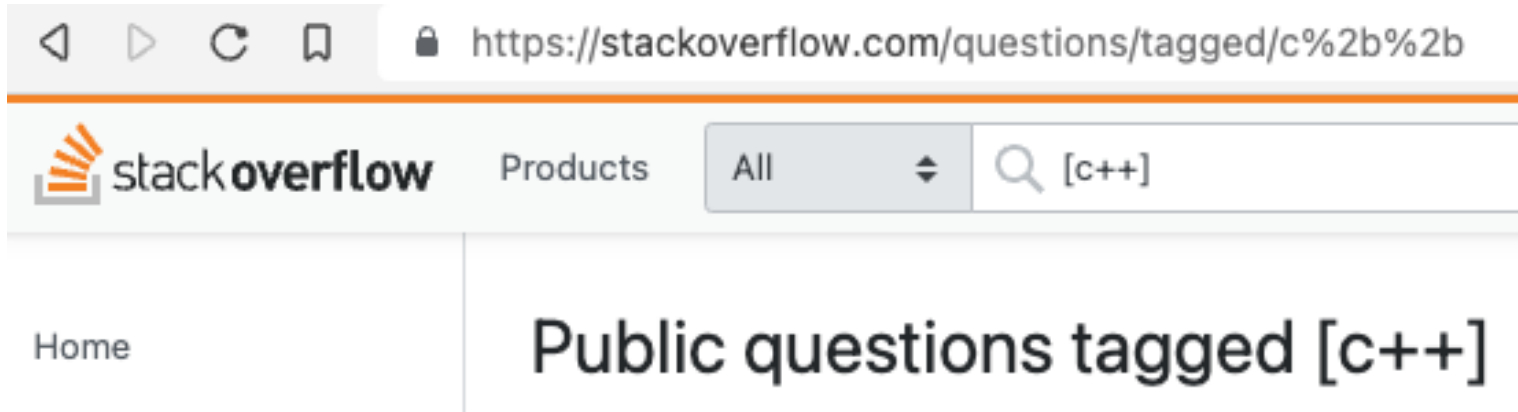 https://stackoverflow.com/questions/tagged/c%2b%2b
stackoverflow Products All [c++]
Home
Public questions tagged [c++]